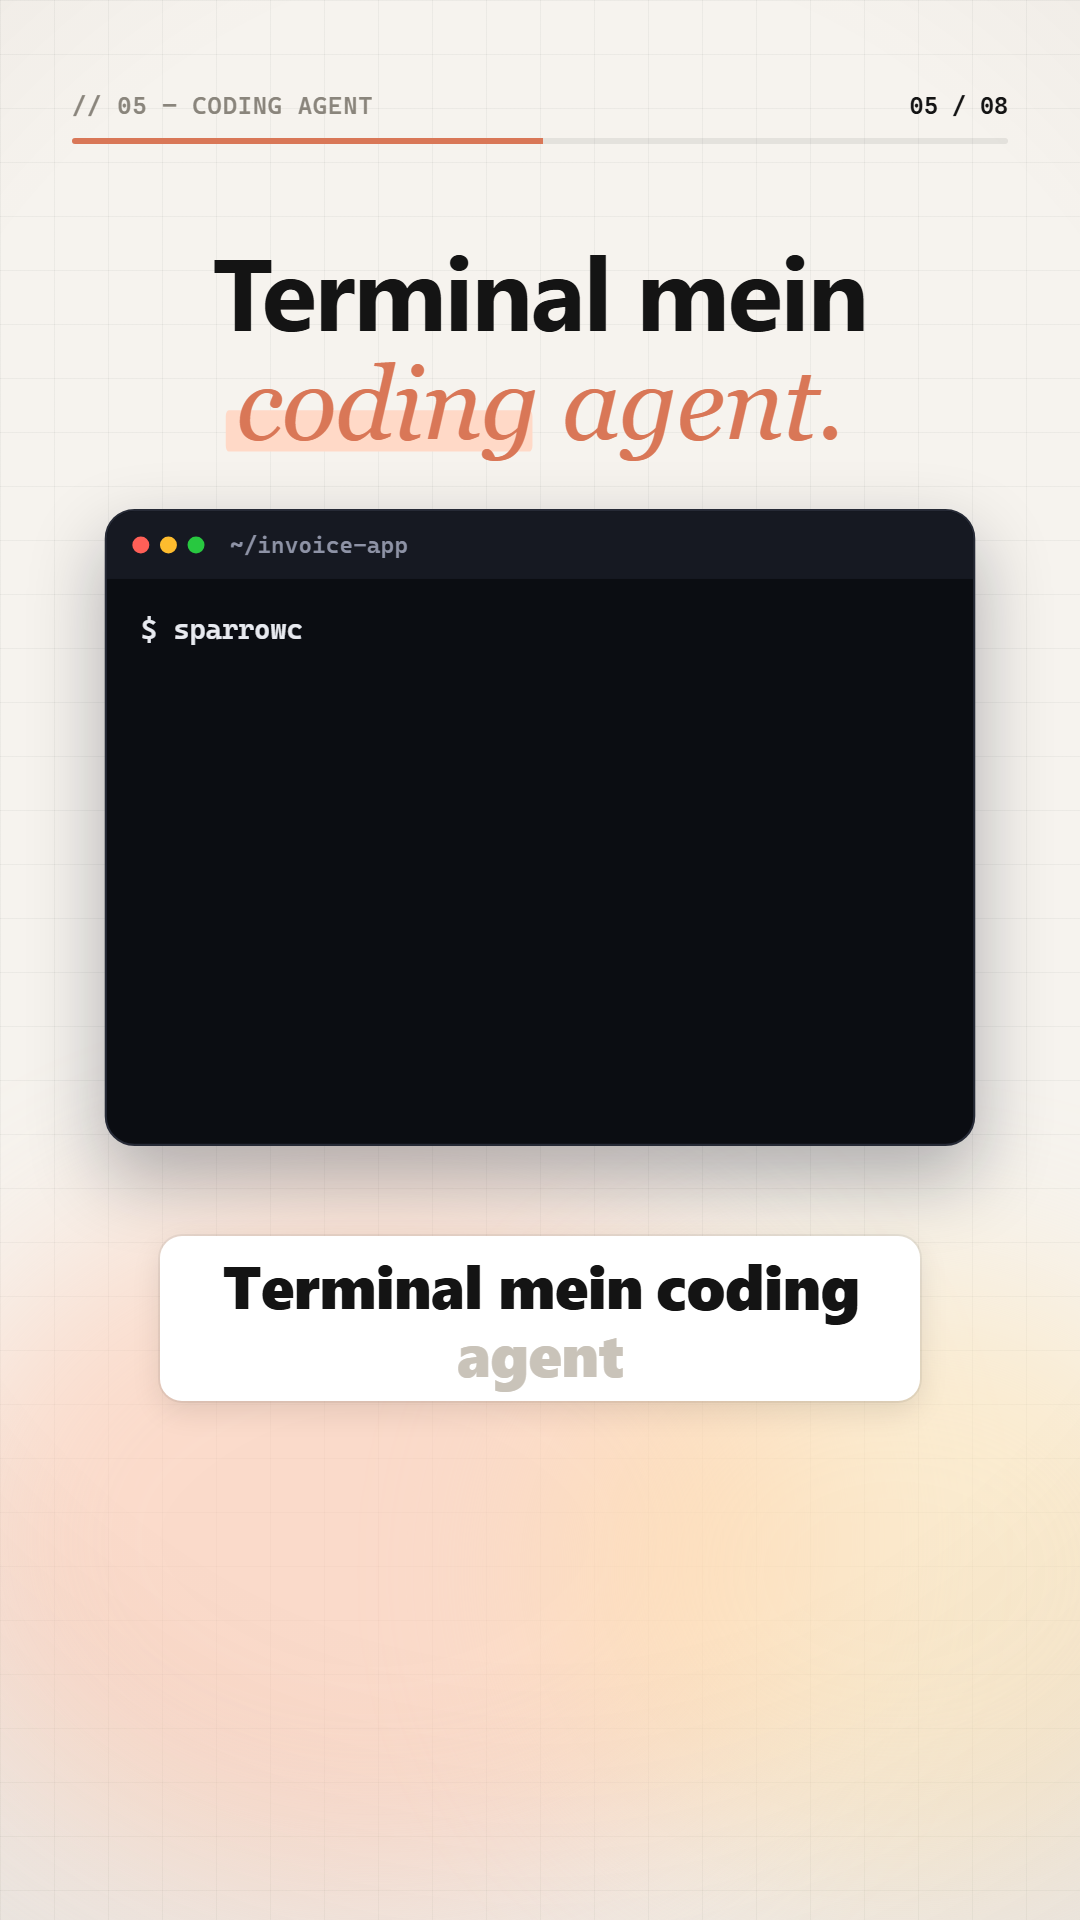 // 05 — CODING AGENT
05 / 08
Terminal mein
coding agent.
~/invoice-app
$ sparrowc
Terminal mein coding
agent